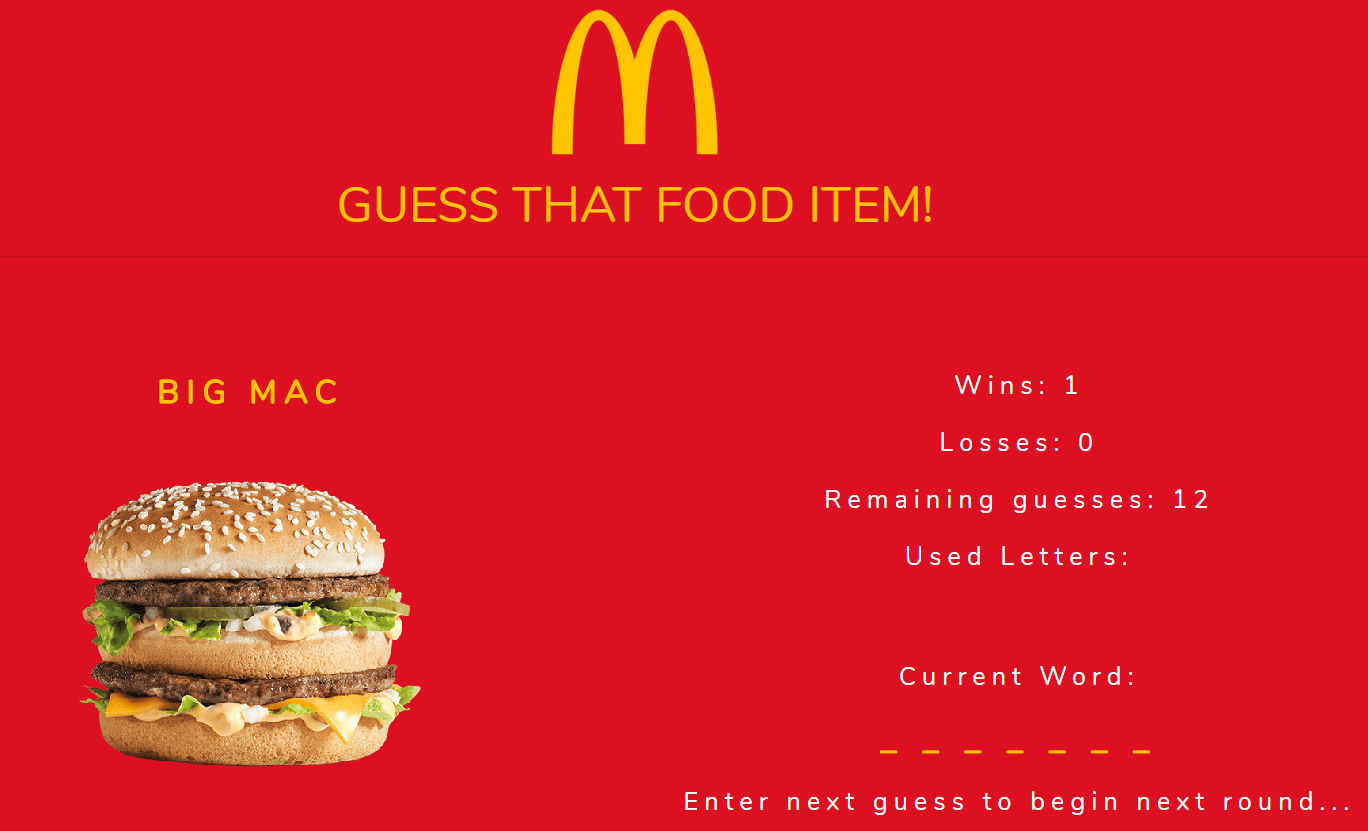 GUESS THAT FOOD ITEM!
BIG MAC
Wins: 1
Losses: 0
Remaining guesses: 12
Used Letters:
Current Word:
_ _ _ _ _ _ _
Enter next guess to begin next round...